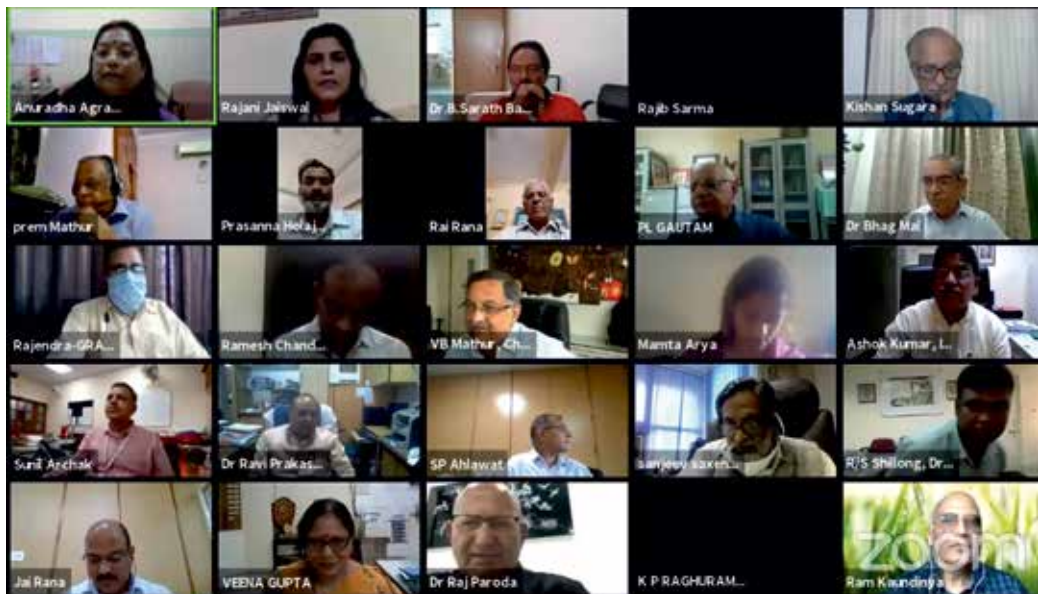 Anuradha Agra...
Rajani Jaiswal
Dr.B.Sarath Ba...
Rajib Sarma
Kishan Sugara
prem Mathur
Prasanna Holaj...
Rai Rana
PL GAUTAM
Dr Bhag Mal
Rajendra-GRA...
Ramesh Chand...
VB Mathur, Ch...
Mamta Arya
Ashok Kumar, I...
Sunil Archak
Dr Ravi Prakas...
SP Ahlawat
sanjeev saxen...
R/S Shillong, Dr...
Jai Rana
VEENA GUPTA
Dr Raj Paroda
K P RAGHURAM...
Ram Kaundinya
zoom